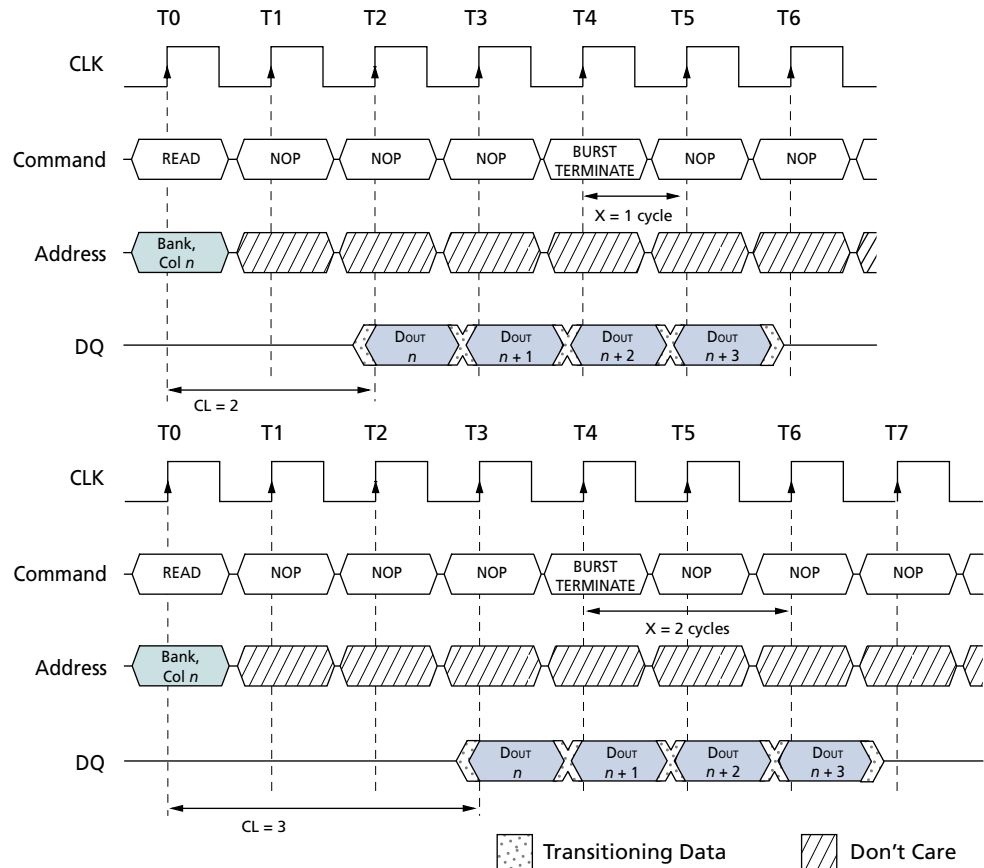 T0 T1 T2 T3 T4 T5 T6
CLK
Command READ NOP NOP NOP BURST TERMINATE NOP NOP
X = 1 cycle
Address Bank, Col n
DQ DOUT n DOUT n + 1 DOUT n + 2 DOUT n + 3
CL = 2
T0 T1 T2 T3 T4 T5 T6 T7
CLK
Command READ NOP NOP NOP BURST TERMINATE NOP NOP NOP
X = 2 cycles
Address Bank, Col n
DQ DOUT n DOUT n + 1 DOUT n + 2 DOUT n + 3
CL = 3
Transitioning Data Don't Care